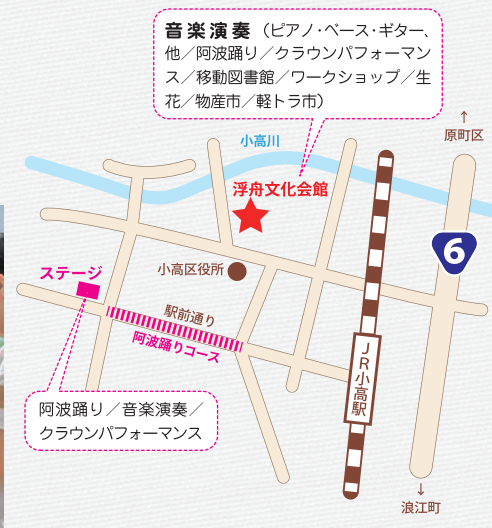 音楽演奏（ピアノ・ベース・ギター、
他／阿波踊り／クラウンパフォーマン
ス／移動図書館／ワークショップ／生
花／物産市／軽トラ市）
↑
原町区
小高川
浮舟文化会館
6
ステージ
小高区役所
駅前通り
阿波踊りコース
JR小高駅
阿波踊り／音楽演奏／
クラウンパフォーマンス
↓
浪江町